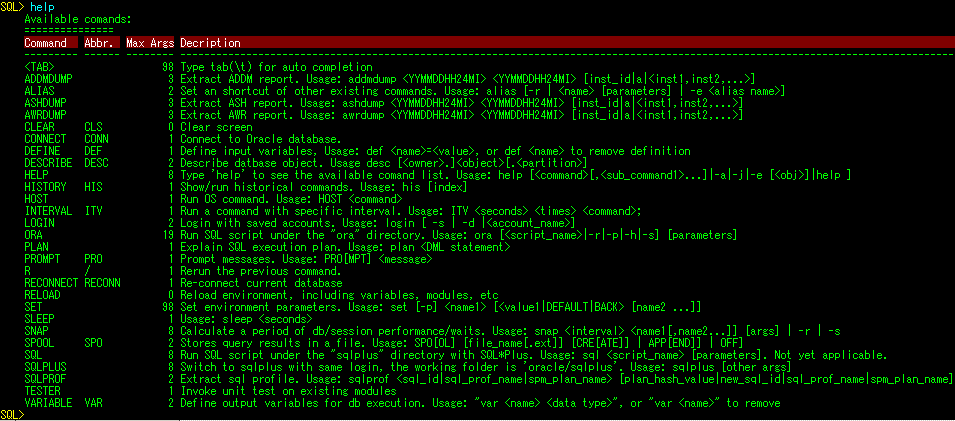 SQL> help
Available comands:
===============
Command Abbr. Max Args Decription
<TAB> 98 Type tab(\t) for auto completion
ADDMDUMP 3 Extract ADDM report. Usage: addmdump <YYMMDDHH24MI> <YYMMDDHH24MI> [inst_id|a|<inst1,inst2,...>]
ALIAS 2 Set an shortcut of other existing commands. Usage: alias [-r | <name> [parameters] | -e <alias name>]
ASHDUMP 3 Extract ASH report. Usage: ashdump <YYMMDDHH24MI> <YYMMDDHH24MI> [inst_id|a|<inst1,inst2,...>]
AWRDUMP 3 Extract AWR report. Usage: awrdump <YYMMDDHH24MI> <YYMMDDHH24MI> [inst_id|a|<inst1,inst2,...>]
CLEAR CLS 0 Clear screen
CONNECT CONN 1 Connect to Oracle database.
DEFINE DEF 1 Define input variables. Usage: def <name>=<value>, or def <name> to remove definition
DESCRIBE DESC 2 Describe datbase object. Usage desc [<owner>.]<object>[.<partition>]
HELP 8 Type 'help' to see the available comand list. Usage: help [<command>[,<sub_command1>...]|-a|-j|-e [<obj>]|help ]
HISTORY HIS 1 Show/run historical commands. Usage: his [index]
HOST 1 Run OS command. Usage: HOST <command>
INTERVAL ITV 1 Run a command with specific interval. Usage: ITV <seconds> <times> <command>;
LOGIN 2 Login with saved accounts. Usage: login [ -s | -d |<account_name>]
ORA 19 Run SQL script under the "ora" directory. Usage: ora [<script_name>|-r|-p|-h|-s] [parameters]
PLAN 1 Explain SQL execution plan. Usage: plan <DML statement>
PROMPT PRO 1 Prompt messages. Usage: PRO[MPT] <message>
R / 1 Rerun the previous command.
RECONNECT RECONN 1 Re-connect current database
RELOAD 0 Reload environment, including variables, modules, etc
SET 98 Set environment parameters. Usage: set [-p] <name1> [<value1|DEFAULT|BACK> [name2 ...]]
SLEEP 1 Usage: sleep <seconds>
SNAP 8 Calculate a period of db/session performance/waits. Usage: snap <interval> <name1[,name2...]] [args] | -r | -s
SPOOL SPO 2 Stores query results in a file. Usage: SPO[OL] [file_name[.ext]] [CRE[ATE]] | APP[END]] | OFF]
SQL 8 Run SQL script under the "sqlplus" directory with SQL*Plus. Usage: sql <script_name> [parameters]. Not yet applicable.
SQLPLUS 8 Switch to sqlplus with same login, the working folder is 'oracle/sqlplus'. Usage: sqlplus [other args]
SQLPROF 2 Extract sql profile. Usage: sqlprof <sql_id|sql_prof_name|spm_plan_name> [plan_hash_value|new_sql_id|sql_prof_name|spm_plan_name]
TESTER 1 Invoke unit test on existing modules
VARIABLE VAR 2 Define output variables for db execution. Usage: "var <name> <data type>", or "var <name>" to remove
SQL>